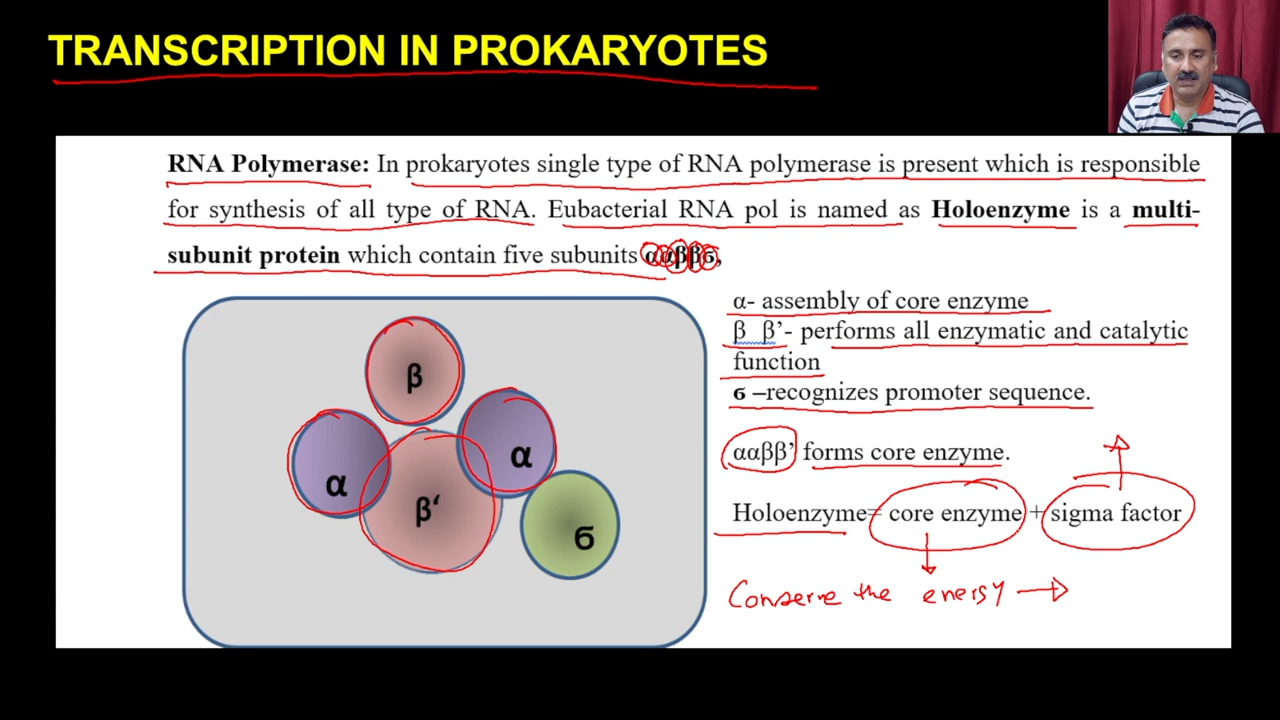 TRANSCRIPTION IN PROKARYOTES
RNA Polymerase: In prokaryotes single type of RNA polymerase is present which is responsible
for synthesis of all type of RNA. Eubacterial RNA pol is named as Holoenzyme is a multi-
subunit protein which contain five subunits ααββϭ,
α- assembly of core enzyme
β β’- performs all enzymatic and catalytic
function
ϭ –recognizes promoter sequence.
ααββ’ forms core enzyme.
Holoenzyme= core enzyme + sigma factor
Conserve the energy
β
α
α
β‘
ϭ